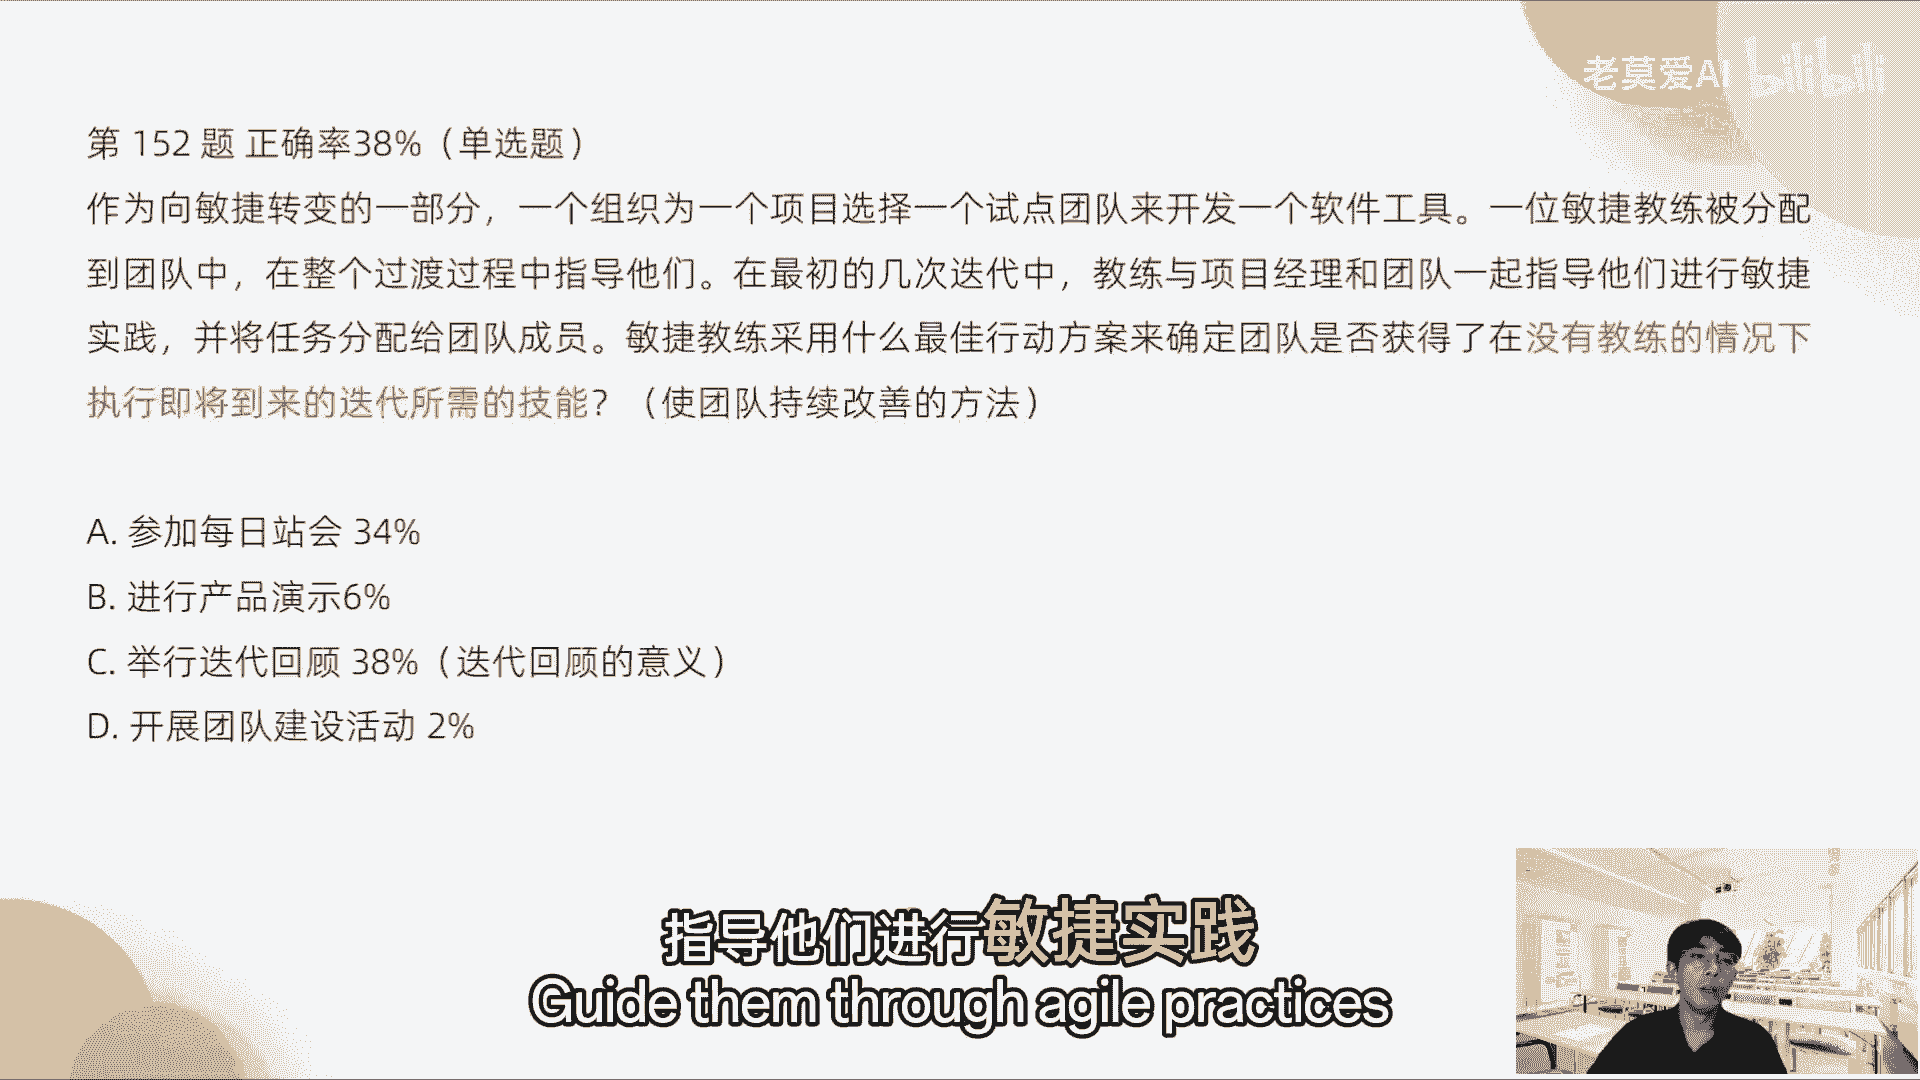 老莫爱AI bilibili
第 152 题 正确率38%（单选题）
作为向敏捷转变的一部分，一个组织为一个项目选择一个试点团队来开发一个软件工具。一位敏捷教练被分配
到团队中，在整个过渡过程中指导他们。在最初的几次迭代中，教练与项目经理和团队一起指导他们进行敏捷
实践，并将任务分配给团队成员。敏捷教练采用什么最佳行动方案来确定团队是否获得了在没有教练的情况下
执行即将到来的迭代所需的技能？（使团队持续改善的方法）
A. 参加每日站会 34%
B. 进行产品演示6%
C. 举行迭代回顾 38%（迭代回顾的意义）
D. 开展团队建设活动 2%
指导他们进行敏捷实践
Guide them through agile practices